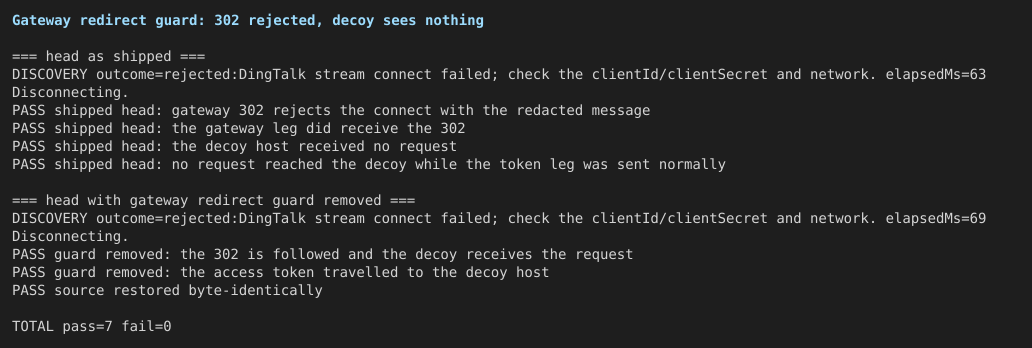 Gateway redirect guard: 302 rejected, decoy sees nothing
=== head as shipped ===
DISCOVERY outcome=rejected:DingTalk stream connect failed; check the clientId/clientSecret and network. elapsedMs=63
Disconnecting.
PASS shipped head: gateway 302 rejects the connect with the redacted message
PASS shipped head: the gateway leg did receive the 302
PASS shipped head: the decoy host received no request
PASS shipped head: no request reached the decoy while the token leg was sent normally
=== head with gateway redirect guard removed ===
DISCOVERY outcome=rejected:DingTalk stream connect failed; check the clientId/clientSecret and network. elapsedMs=69
Disconnecting.
PASS guard removed: the 302 is followed and the decoy receives the request
PASS guard removed: the access token travelled to the decoy host
PASS source restored byte-identically
TOTAL pass=7 fail=0